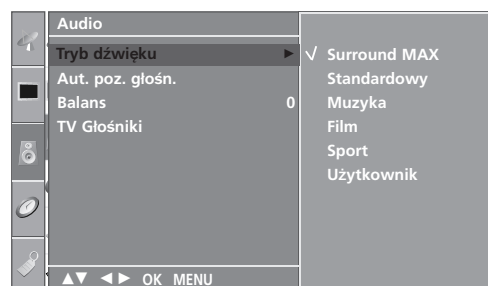 Audio
Tryb dźwięku ► √ Surround MAX
Aut. poz. głośn. Standardowy
Balans 0 Muzyka
TV Głośniki Film
Sport
Użytkownik
▲▼ ◄► OK MENU